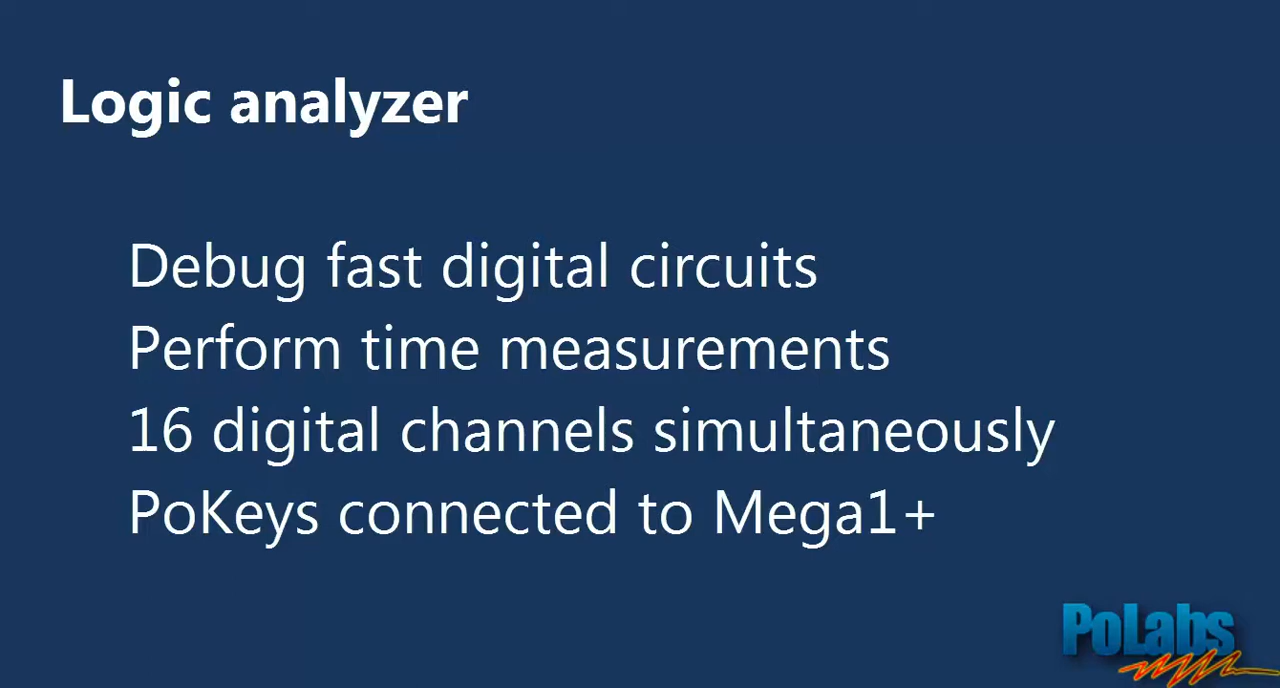 Logic analyzer
Debug fast digital circuits
Perform time measurements
16 digital channels simultaneously
PoKeys connected to Mega1+
PoLabs